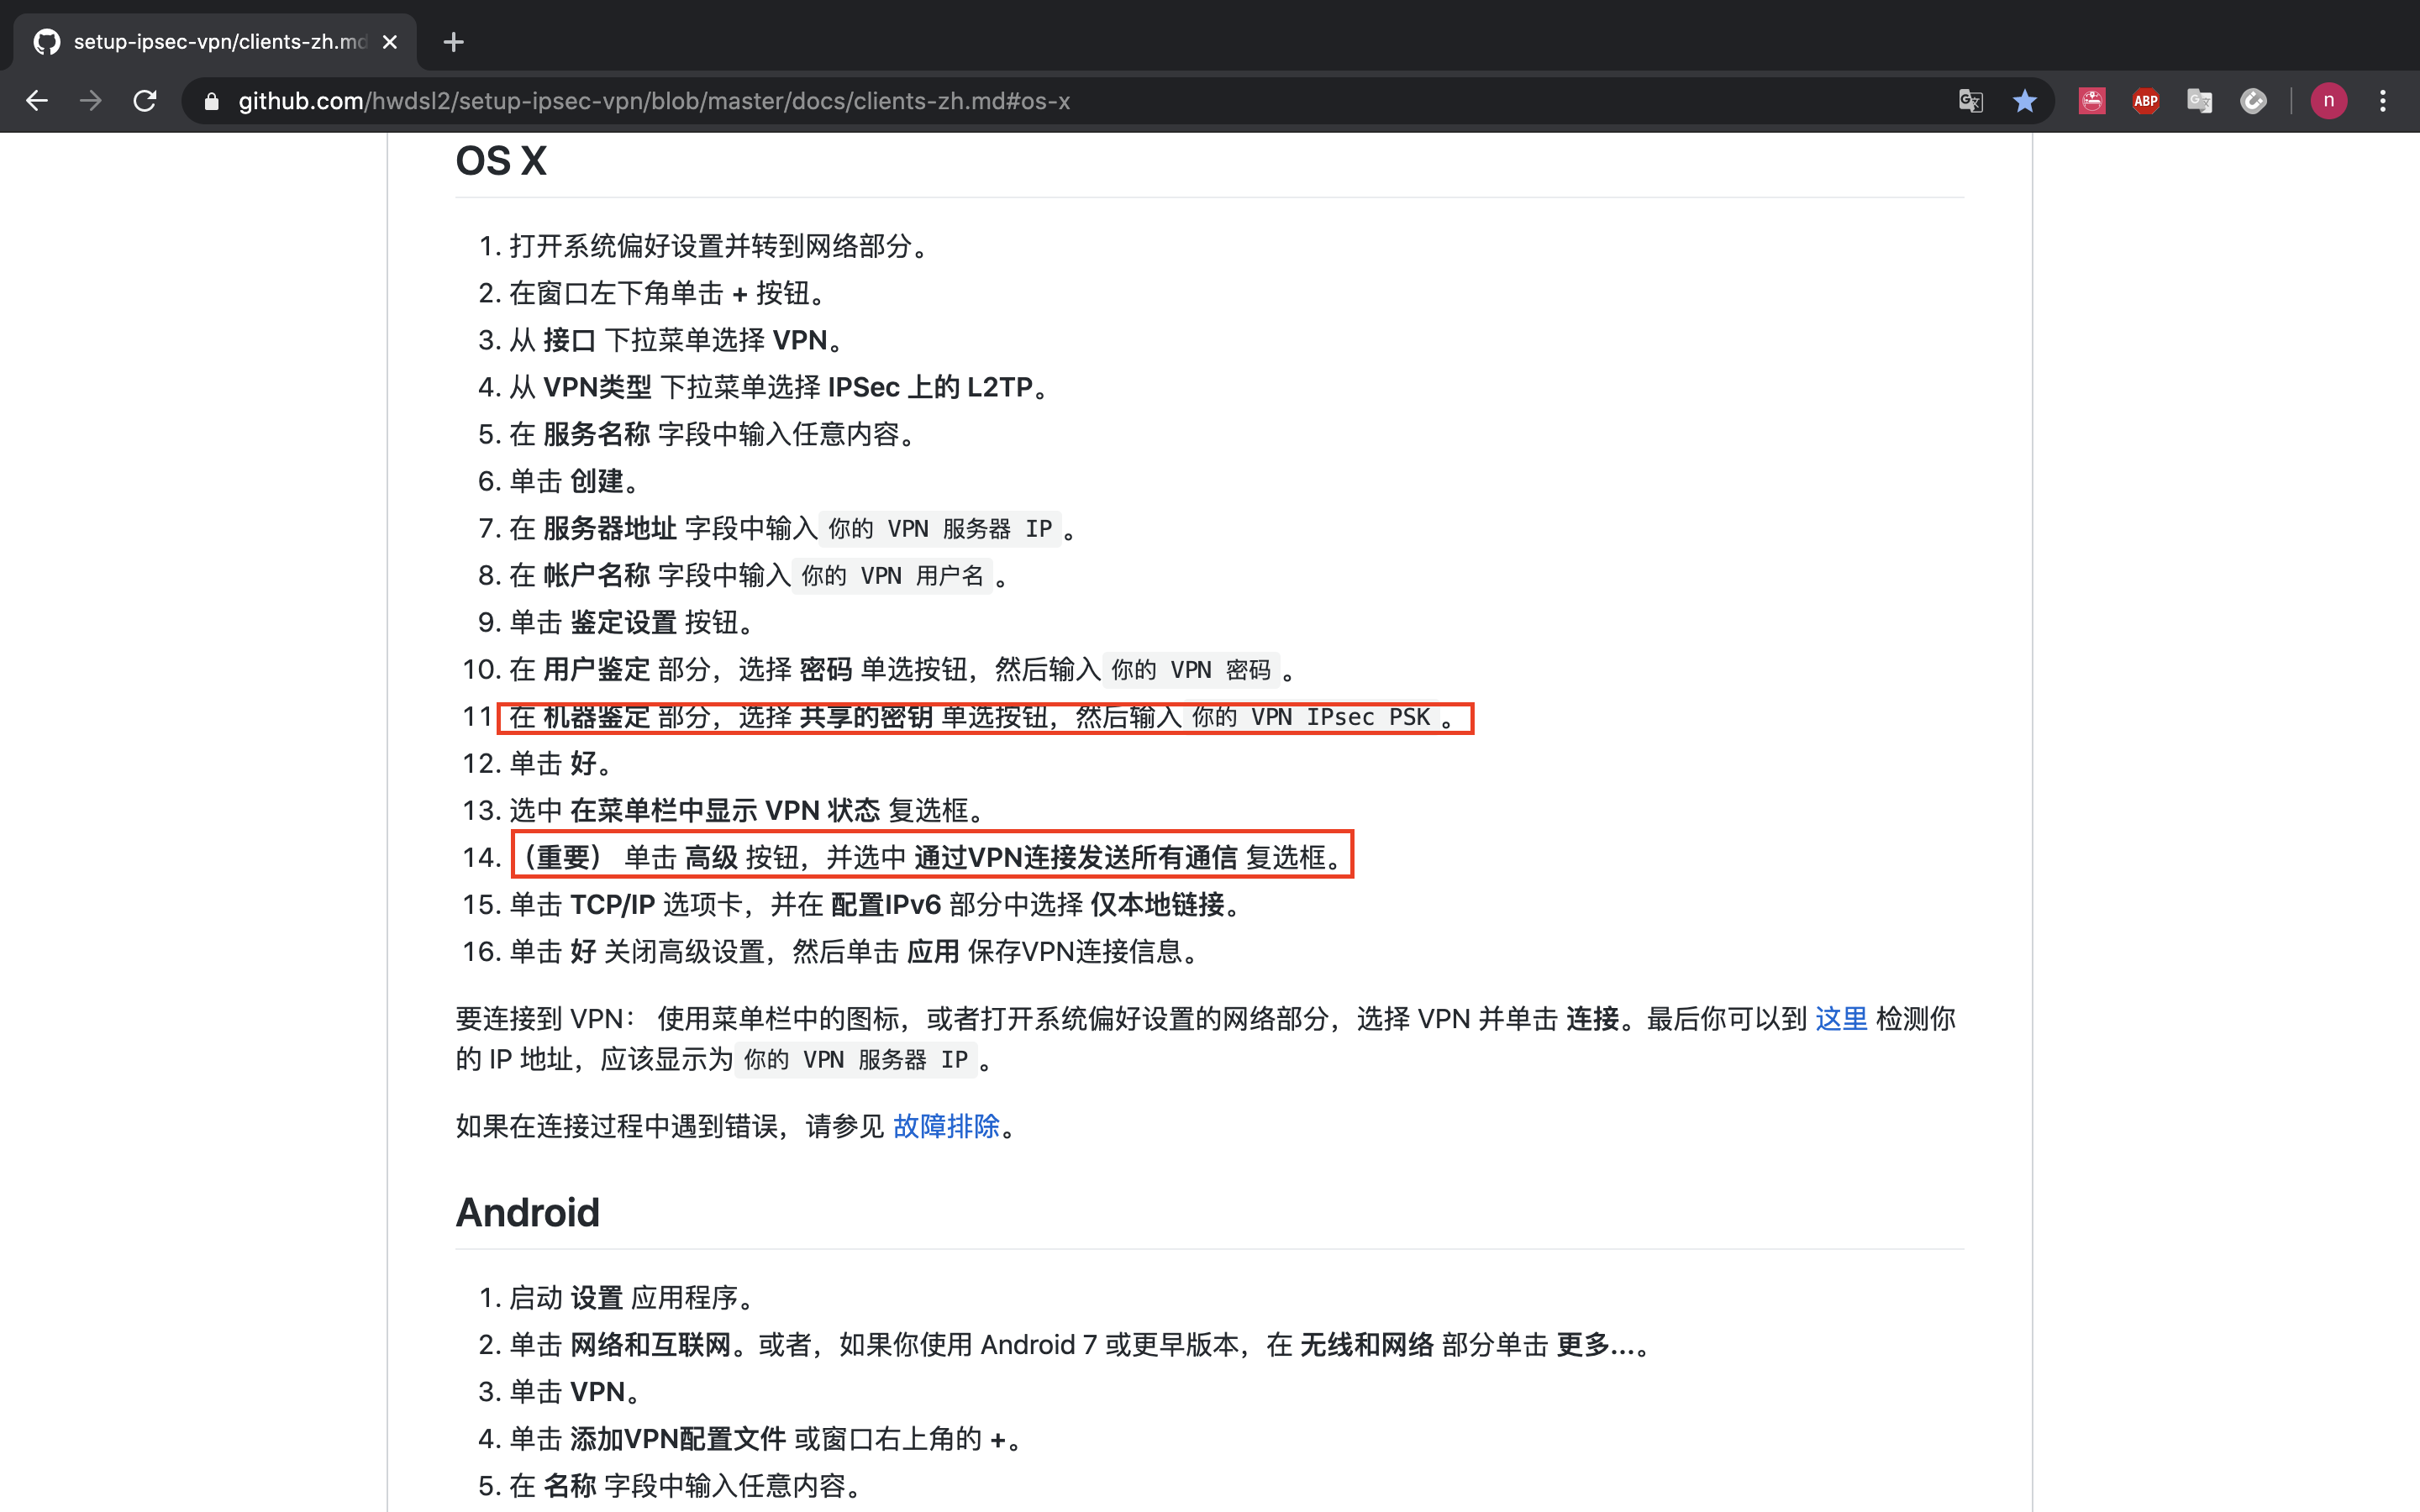 setup-ipsec-vpn/clients-zh.md
github.com/hwdsl2/setup-ipsec-vpn/blob/master/docs/clients-zh.md#os-x
ABP
n
OS X
1. 打开系统偏好设置并转到网络部分。
2. 在窗口左下角单击 + 按钮。
3. 从 接口 下拉菜单选择 VPN。
4. 从 VPN类型 下拉菜单选择 IPSec 上的 L2TP。
5. 在 服务名称 字段中输入任意内容。
6. 单击 创建。
7. 在 服务器地址 字段中输入 你的 VPN 服务器 IP 。
8. 在 帐户名称 字段中输入 你的 VPN 用户名 。
9. 单击 鉴定设置 按钮。
10. 在 用户鉴定 部分，选择 密码 单选按钮，然后输入 你的 VPN 密码 。
11 在 机器鉴定 部分，选择 共享的密钥 单选按钮，然后输入 你的 VPN IPsec PSK 。
12. 单击 好。
13. 选中 在菜单栏中显示 VPN 状态 复选框。
14. （重要） 单击 高级 按钮，并选中 通过VPN连接发送所有通信 复选框。
15. 单击 TCP/IP 选项卡，并在 配置IPv6 部分中选择 仅本地链接。
16. 单击 好 关闭高级设置，然后单击 应用 保存VPN连接信息。
要连接到 VPN： 使用菜单栏中的图标，或者打开系统偏好设置的网络部分，选择 VPN 并单击 连接。最后你可以到 这里 检测你
的 IP 地址，应该显示为 你的 VPN 服务器 IP 。
如果在连接过程中遇到错误，请参见 故障排除。
Android
1. 启动 设置 应用程序。
2. 单击 网络和互联网。或者，如果你使用 Android 7 或更早版本，在 无线和网络 部分单击 更多...。
3. 单击 VPN。
4. 单击 添加VPN配置文件 或窗口右上角的 +。
5. 在 名称 字段中输入任意内容。